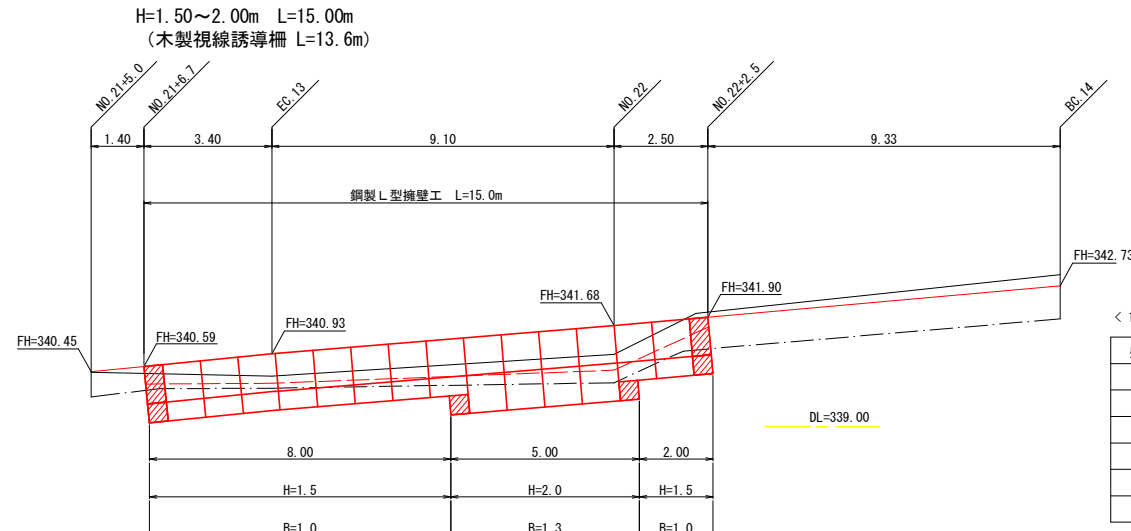 H=1.50～2.00m L=15.00m
(木製視線誘導柵 L=13.6m)
NO.21+5.0
NO.21+6.7
EC.13
NO.22
NO.22+2.5
BC.14
1.40 3.40 9.10 2.50 9.33
鋼製L型擁壁工 L=15.0m
FH=342.73
FH=341.90
FH=341.68
FH=340.93
FH=340.59
FH=340.45
DL=339.00
8.00 5.00 2.00
H=1.5 H=2.0 H=1.5
B=1.0 B=1.3 B=1.0